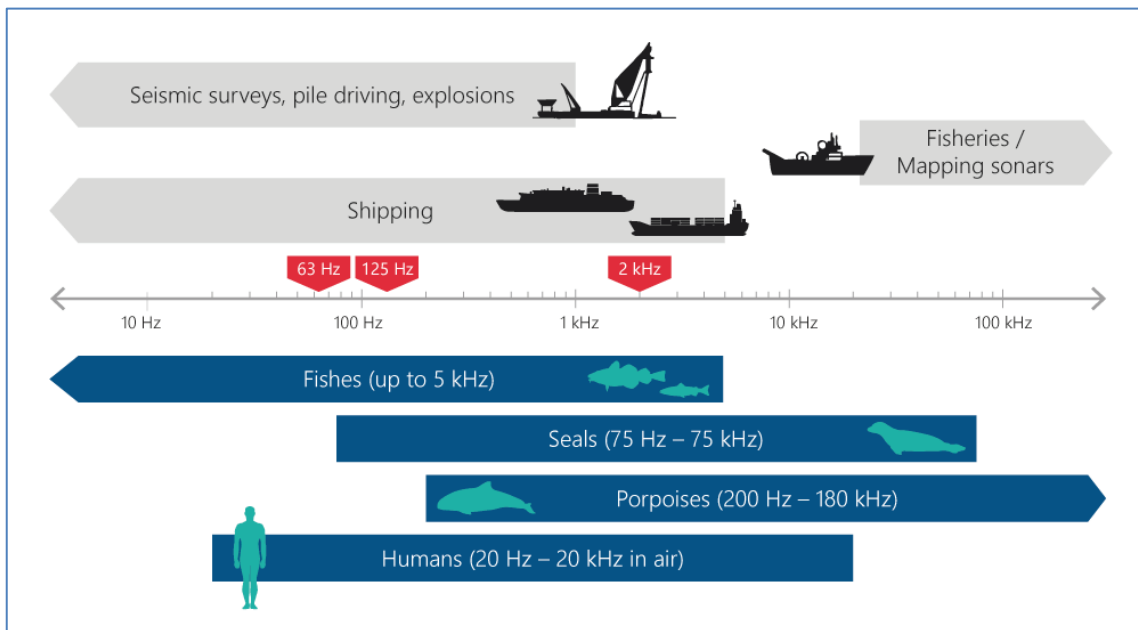 Seismic surveys, pile driving, explosions
Fisheries /
Mapping sonars
Shipping
63 Hz
125 Hz
2 kHz
10 Hz
100 Hz
1 kHz
10 kHz
100 kHz
Fishes (up to 5 kHz)
Seals (75 Hz – 75 kHz)
Porpoises (200 Hz – 180 kHz)
Humans (20 Hz – 20 kHz in air)